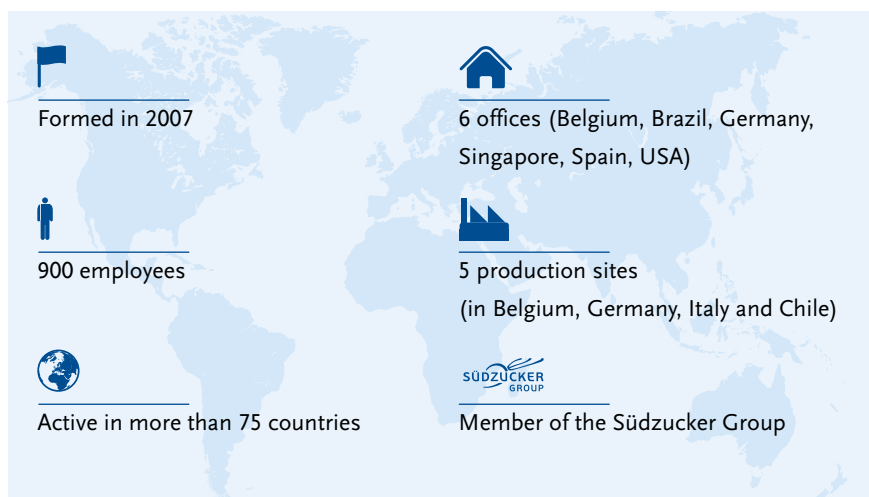 Formed in 2007
6 offices (Belgium, Brazil, Germany,
Singapore, Spain, USA)
900 employees
5 production sites
(in Belgium, Germany, Italy and Chile)
Active in more than 75 countries
SÜDZUCKER
GROUP
Member of the Südzucker Group